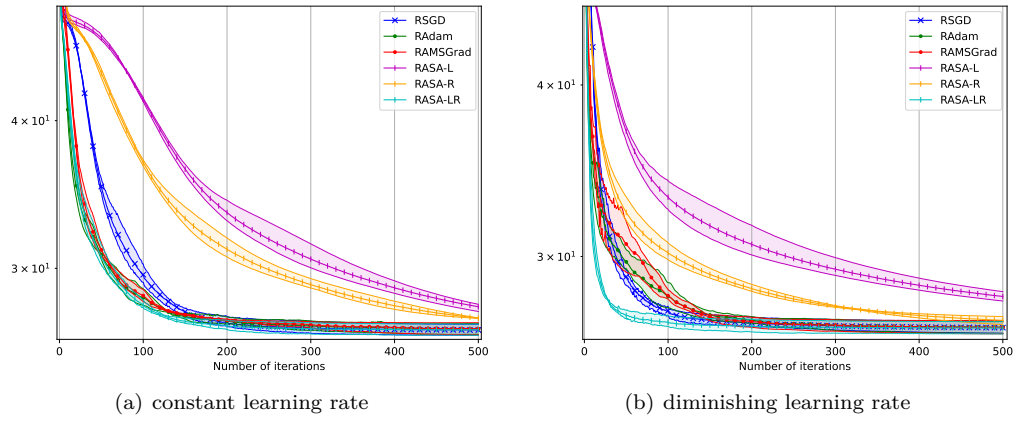 RSGD
RAdam
RAMSGrad
RASA-L
RASA-R
RASA-LR
4 × 10¹
3 × 10¹
0 100 200 300 400 500
Number of iterations
(a) constant learning rate
RSGD
RAdam
RAMSGrad
RASA-L
RASA-R
RASA-LR
4 × 10¹
3 × 10¹
0 100 200 300 400 500
Number of iterations
(b) diminishing learning rate